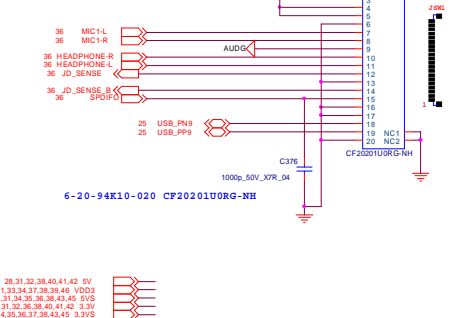 JSW1
4
5
6
36 MIC1-L 7
36 MIC1-R 8
AUDG 9
36 HEADPHONE-R 10
36 HEADPHONE-L 11
36 JD_SENSE 12
13
36 JD_SENSE_B 14
36 SPDIFO 15
16
17
25 USB_PN9 18
25 USB_PP9 19 NC1
20 NC2
1
CF20201U0RG-NH
C376
1000p_50V_X7R_04
6-20-94K10-020 CF20201U0RG-NH
28,31,32,38,40,41,42 5V
1,33,34,37,38,39,46 VDD3
,31,34,35,36,38,43,45 5VS
31,32,36,38,40,41,42 3.3V
4,35,36,37,38,43,45 3.3VS